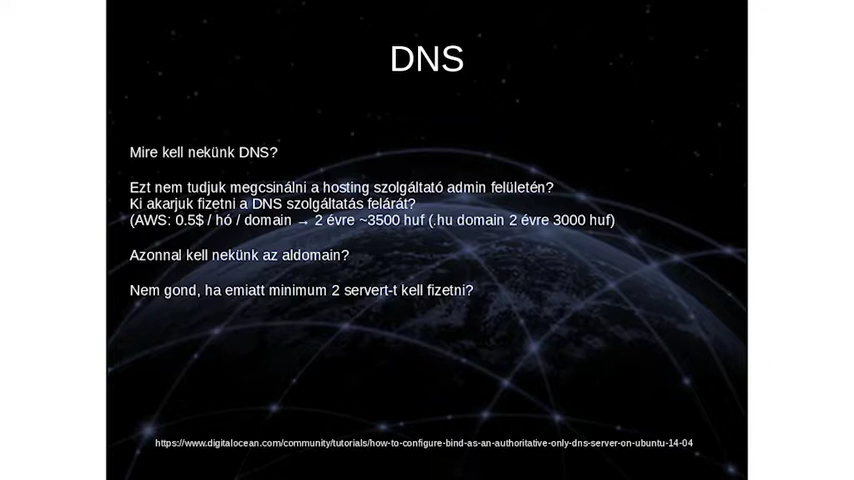 DNS
Mire kell nekünk DNS?
Ezt nem tudjuk megcsinálni a hosting szolgáltató admin felületén?
Ki akarjuk fizetni a DNS szolgáltatás felárát?
(AWS: 0.5$ / hó / domain → 2 évre ~3500 huf (.hu domain 2 évre 3000 huf)
Azonnal kell nekünk az aldomain?
Nem gond, ha emiatt minimum 2 servert-t kell fizetni?
https://www.digitalocean.com/community/tutorials/how-to-configure-bind-as-an-authoritative-only-dns-server-on-ubuntu-14-04